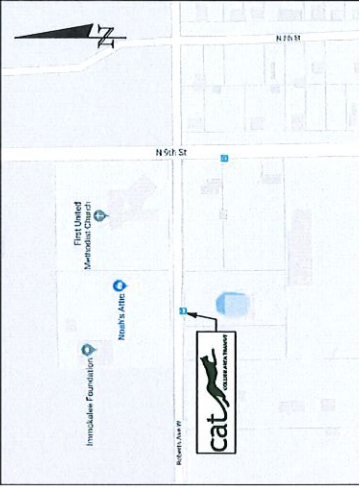 N
N 7th St
N 9th St
First United
Methodist Church
Noah's Attic
Immokalee Foundation
Roberts Ave W
cat
COLLIER AREA TRANSIT